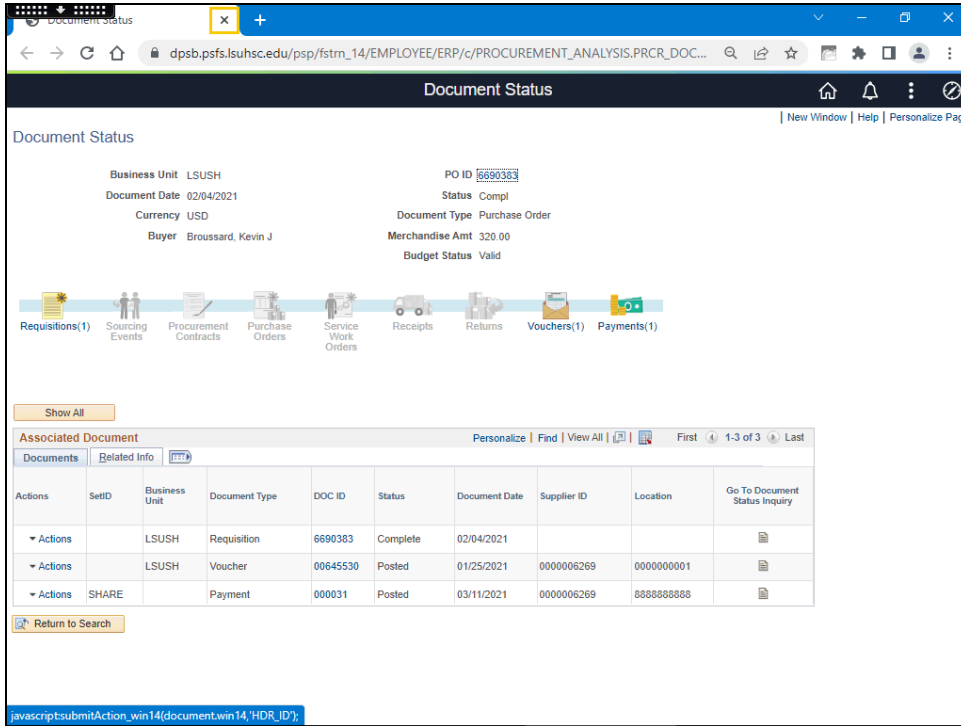 Document Status
dpsb.psfs.lsuhsc.edu/psp/fstrn_14/EMPLOYEE/ERP/c/PROCUREMENT_ANALYSIS.PRCR_DOC...
Document Status
| New Window | Help | Personalize Pag
Document Status
Business Unit LSUSH PO ID 6690383
Document Date 02/04/2021 Status Compl
Currency USD Document Type Purchase Order
Buyer Broussard, Kevin J Merchandise Amt 320.00
Budget Status Valid
Requisitions(1) Sourcing Events Procurement Contracts Purchase Orders Service Work Orders Receipts Returns Vouchers(1) Payments(1)
Show All
Associated Document Personalize | Find | View All | | First 1-3 of 3 Last
Documents Related Info
Actions SetID Business Unit Document Type DOC ID Status Document Date Supplier ID Location Go To Document Status Inquiry
Actions LSUSH Requisition 6690383 Complete 02/04/2021
Actions LSUSH Voucher 00645530 Posted 01/25/2021 0000006269 0000000001
Actions SHARE Payment 000031 Posted 03/11/2021 0000006269 8888888888
Return to Search
javascript:submitAction_win14(document.win14,'HDR_ID');